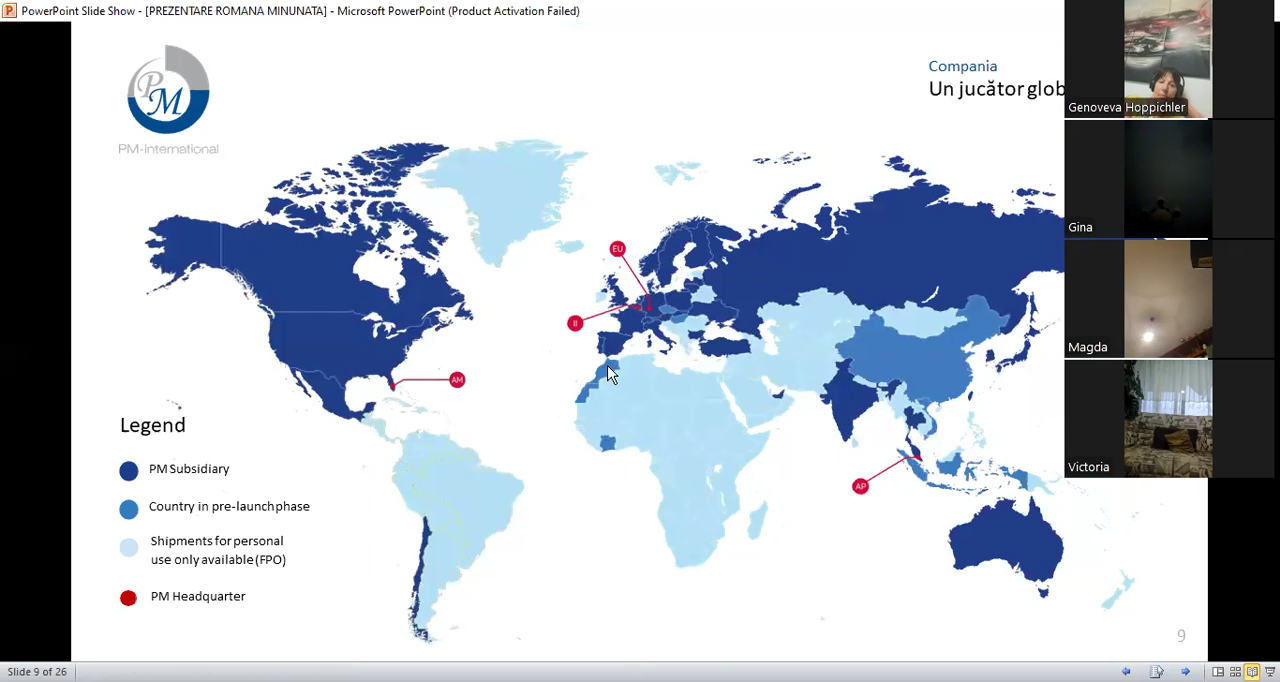 PowerPoint Slide Show - [PREZENTARE ROMANA MINUNATA] - Microsoft PowerPoint (Product Activation Failed)
PM
PM-International
Compania
Un jucător glob
Genoveva Hoppichler
Gina
Magda
Victoria
EU
II
AM
AP
Legend
PM Subsidiary
Country in pre-launch phase
Shipments for personal
use only available (FPO)
PM Headquarter
9
Slide 9 of 26